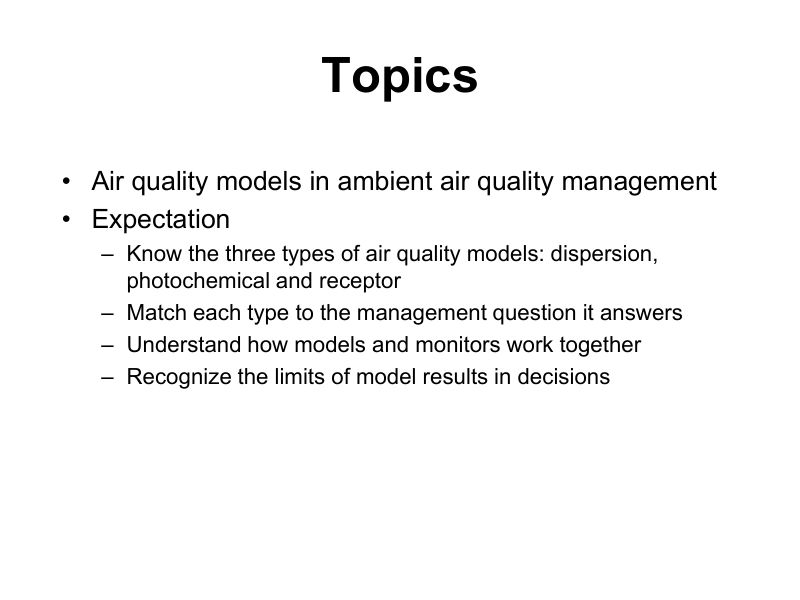 Topics
• Air quality models in ambient air quality management
• Expectation
– Know the three types of air quality models: dispersion,
photochemical and receptor
– Match each type to the management question it answers
– Understand how models and monitors work together
– Recognize the limits of model results in decisions